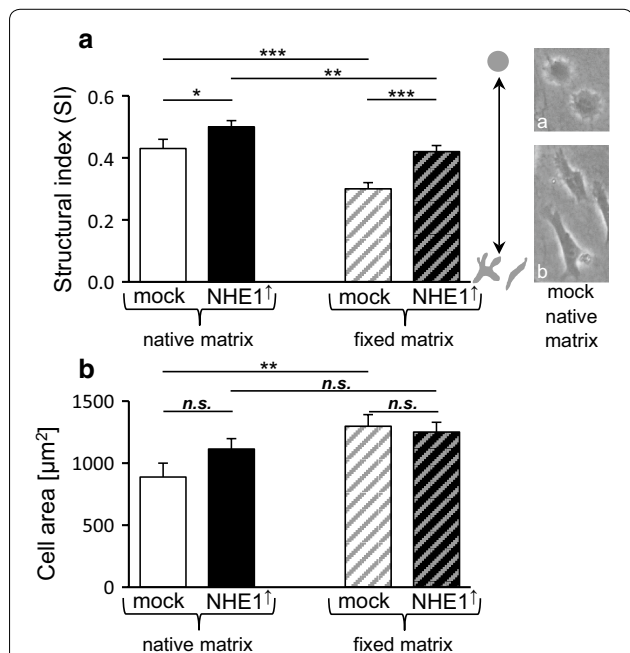 a
***
**
*
***
Structural index (SI)
0.6
0.4
0.2
0.0
mock NHE1↑ mock NHE1↑
native matrix fixed matrix
a
b
mock
native
matrix
b
**
n.s.
n.s. n.s.
Cell area [µm²]
1500
1000
500
0
mock NHE1↑ mock NHE1↑
native matrix fixed matrix